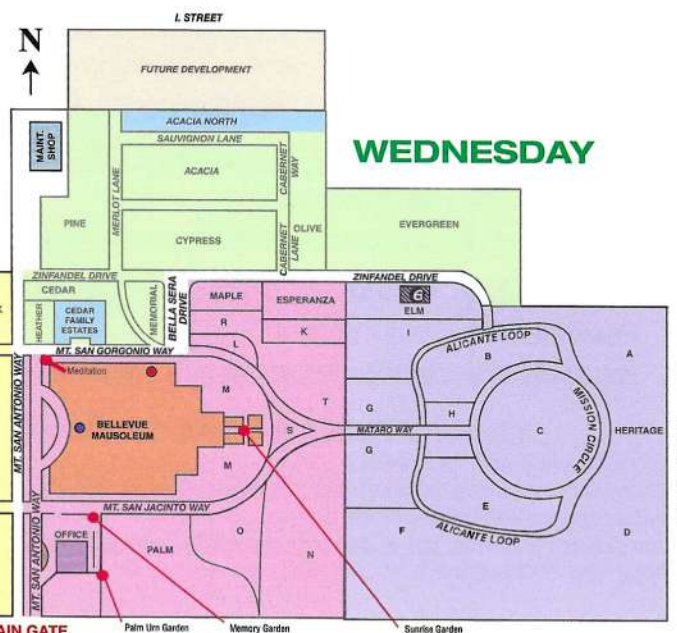 I. STREET
N
FUTURE DEVELOPMENT
ACACIA NORTH
MAINT.
SHOP
SAUVIGNON LANE
WEDNESDAY
ACACIA
CABERNET
WAY
MERLOT LANE
PINE
CYPRESS
CABERNET
LANE
OLIVE
EVERGREEN
ZINFANDEL DRIVE
ZINFANDEL DRIVE
CEDAR
HEATHER
CEDAR
FAMILY
ESTATES
MEMORIAL
BELLA SERA
DRIVE
MAPLE
ESPERANZA
6
ELM
R
K
I
L
ALICANTE LOOP
B
A
MT. SAN GORGONIO WAY
Meditation
MT. SAN ANTONIO WAY
M
T
G
H
MISSION CIRCLE
BELLEVUE
MAUSOLEUM
S
MATARO WAY
C
HERITAGE
M
G
MT. SAN JACINTO WAY
E
MT. SAN ANTONIO WAY
OFFICE
PALM
O
N
F
ALICANTE LOOP
D
AIN GATE
Palm Urn Garden
Memory Garden
Sunrise Garden